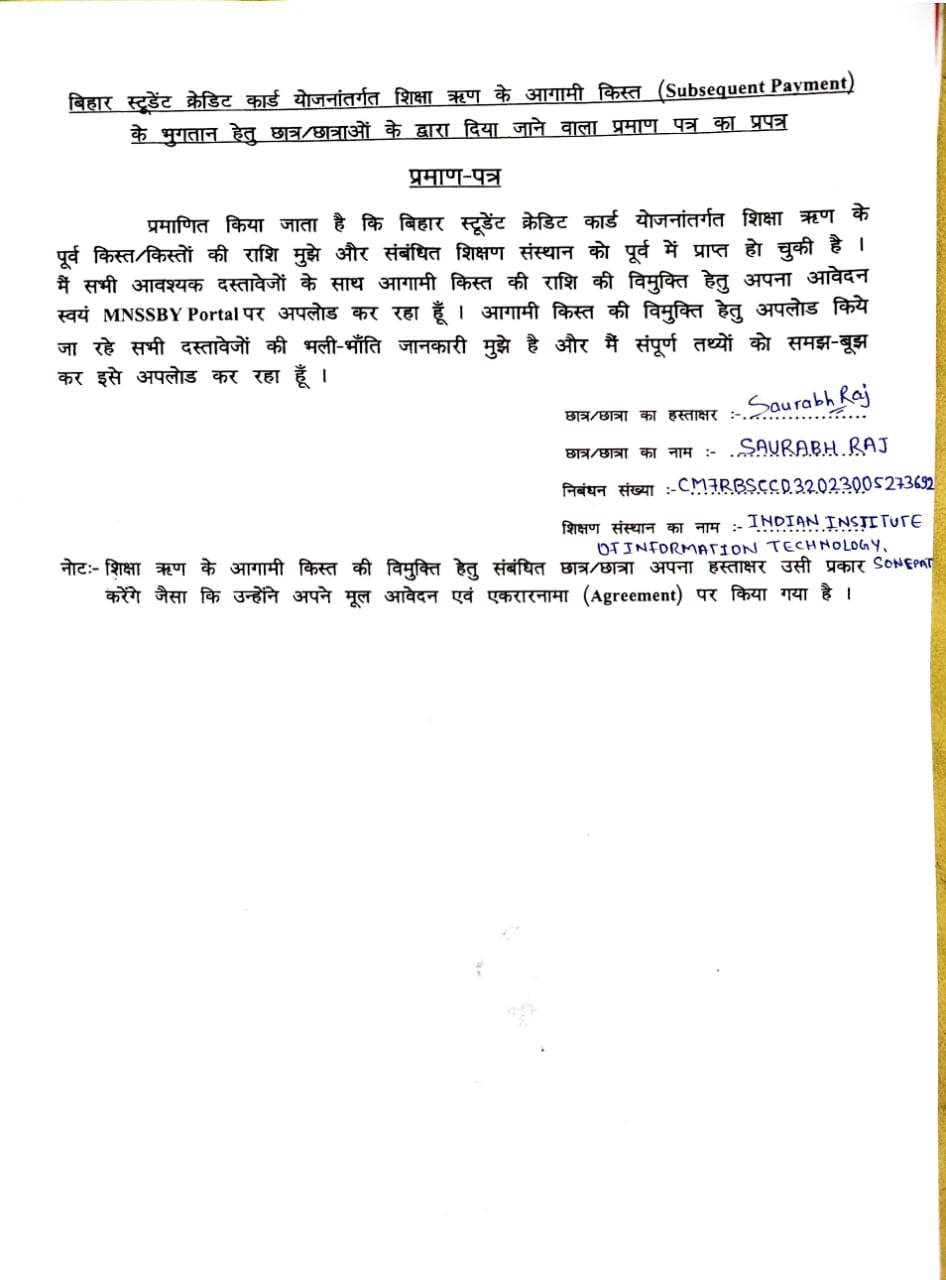 बिहार स्टूडेंट क्रेडिट कार्ड योजनांतर्गत शिक्षा ऋण के आगामी किस्त (Subsequent Payment)
के भुगतान हेतु छात्र/छात्राओं के द्वारा दिया जाने वाला प्रमाण पत्र का प्रपत्र
प्रमाण-पत्र
प्रमाणित किया जाता है कि बिहार स्टूडेंट क्रेडिट कार्ड योजनांतर्गत शिक्षा ऋण के
पूर्व किस्त/किस्तों की राशि मुझे और संबंधित शिक्षण संस्थान को पूर्व में प्राप्त हो चुकी है ।
मैं सभी आवश्यक दस्तावेजों के साथ आगामी किस्त की राशि की विमुक्ति हेतु अपना आवेदन
स्वयं MNSSBY Portal पर अपलोड कर रहा हूँ । आगामी किस्त की विमुक्ति हेतु अपलोड किये
जा रहे सभी दस्तावेजों की भली-भाँति जानकारी मुझे है और मैं संपूर्ण तथ्यों को समझ-बूझ
कर इसे अपलोड कर रहा हूँ ।
छात्र/छात्रा का हस्ताक्षर :- Saurabh Raj
छात्र/छात्रा का नाम :- SAURABH RAJ
निबंधन संख्या :- CM7RBSCCD32023005273692
शिक्षण संस्थान का नाम :- INDIAN INSTITUTE
OF INFORMATION TECHNOLOGY,
SONEPAT
नोटः- शिक्षा ऋण के आगामी किस्त की विमुक्ति हेतु संबंधित छात्र/छात्रा अपना हस्ताक्षर उसी प्रकार
करेंगे जैसा कि उन्होंने अपने मूल आवेदन एवं एकरारनामा (Agreement) पर किया गया है ।